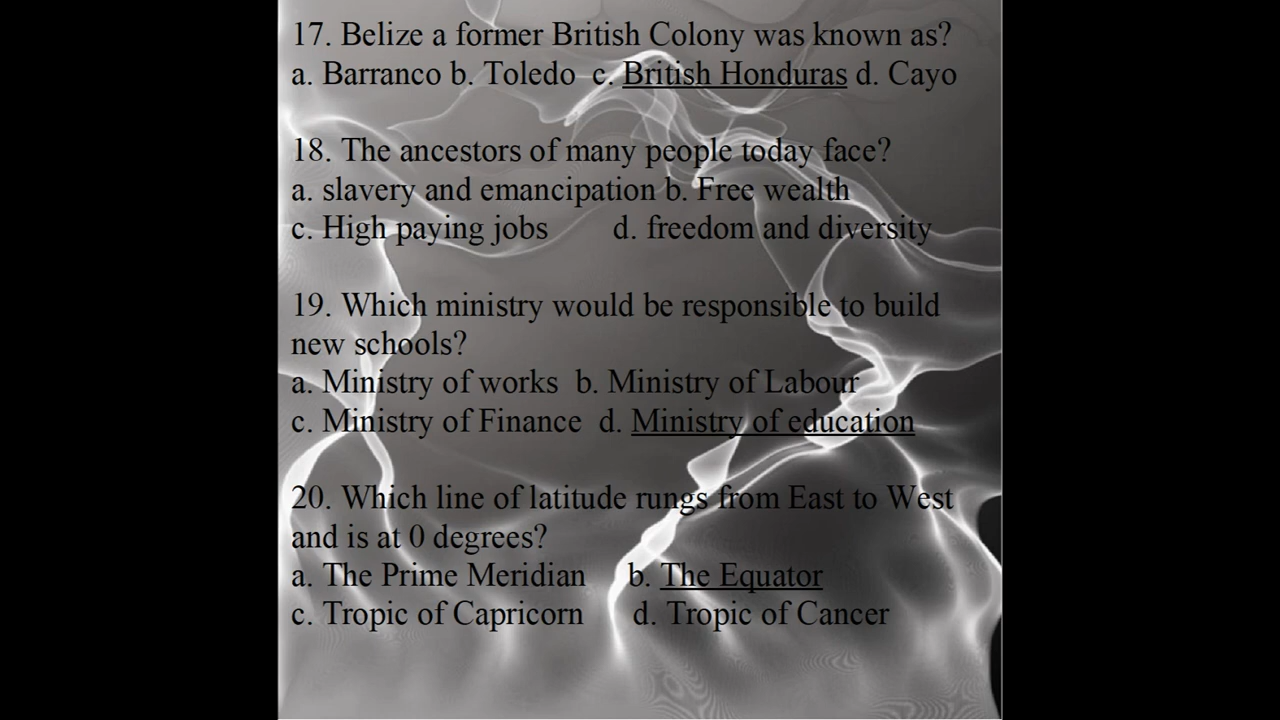 17. Belize a former British Colony was known as?
a. Barranco b. Toledo c. British Honduras d. Cayo
18. The ancestors of many people today face?
a. slavery and emancipation b. Free wealth
c. High paying jobs d. freedom and diversity
19. Which ministry would be responsible to build
new schools?
a. Ministry of works b. Ministry of Labour
c. Ministry of Finance d. Ministry of education
20. Which line of latitude rungs from East to West
and is at 0 degrees?
a. The Prime Meridian b. The Equator
c. Tropic of Capricorn d. Tropic of Cancer